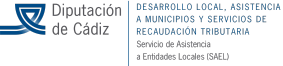 Diputación
de Cádiz
DESARROLLO LOCAL, ASISTENCIA
A MUNICIPIOS Y SERVICIOS DE
RECAUDACIÓN TRIBUTARIA
Servicio de Asistencia
a Entidades Locales (SAEL)